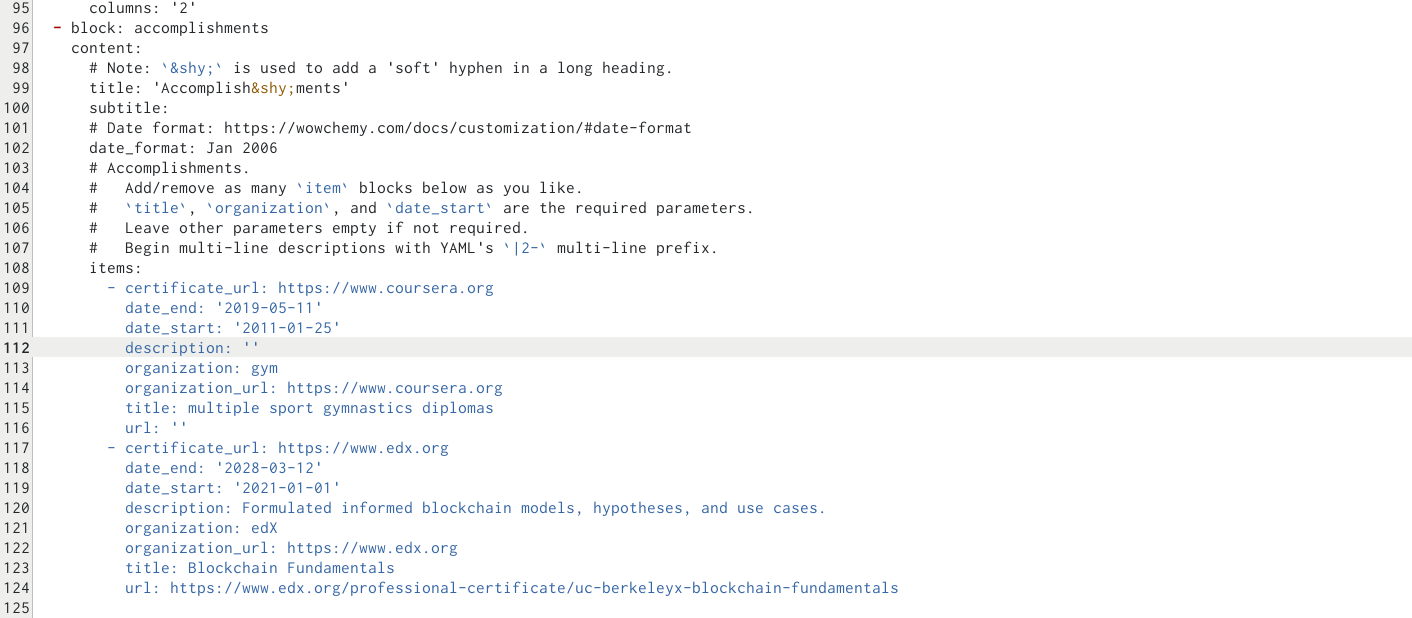 95 columns: '2'
96 - block: accomplishments
97 content:
98 # Note: `&shy;` is used to add a 'soft' hyphen in a long heading.
99 title: 'Accomplish&shy;ments'
100 subtitle:
101 # Date format: https://wowchemy.com/docs/customization/#date-format
102 date_format: Jan 2006
103 # Accomplishments.
104 #   Add/remove as many `item` blocks below as you like.
105 #   `title`, `organization`, and `date_start` are the required parameters.
106 #   Leave other parameters empty if not required.
107 #   Begin multi-line descriptions with YAML's `|2-` multi-line prefix.
108 items:
109 - certificate_url: https://www.coursera.org
110 date_end: '2019-05-11'
111 date_start: '2011-01-25'
112 description: ''
113 organization: gym
114 organization_url: https://www.coursera.org
115 title: multiple sport gymnastics diplomas
116 url: ''
117 - certificate_url: https://www.edx.org
118 date_end: '2028-03-12'
119 date_start: '2021-01-01'
120 description: Formulated informed blockchain models, hypotheses, and use cases.
121 organization: edX
122 organization_url: https://www.edx.org
123 title: Blockchain Fundamentals
124 url: https://www.edx.org/professional-certificate/uc-berkeleyx-blockchain-fundamentals
125